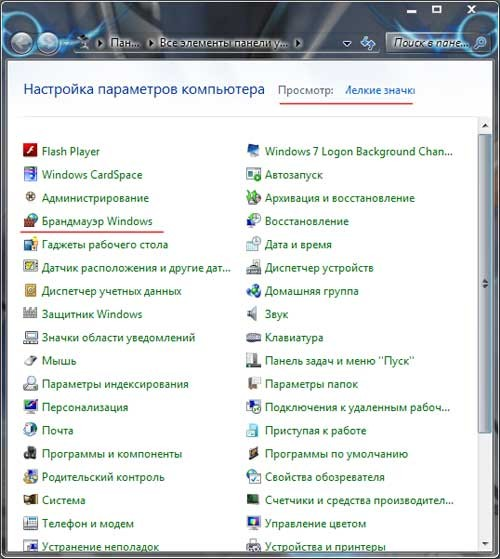 Пан... Все элементы панели у... Поиск в пане...
Настройка параметров компьютера Просмотр: Мелкие значки
Flash Player Windows 7 Logon Background Chan...
Windows CardSpace Автозапуск
Администрирование Архивация и восстановление
Брандмауэр Windows Восстановление
Гаджеты рабочего стола Дата и время
Датчик расположения и другие дат... Диспетчер устройств
Диспетчер учетных данных Домашняя группа
Защитник Windows Звук
Значки области уведомлений Клавиатура
Мышь Панель задач и меню "Пуск"
Параметры индексирования Параметры папок
Персонализация Подключения к удаленным рабоч...
Почта Приступая к работе
Программы и компоненты Программы по умолчанию
Родительский контроль Свойства обозревателя
Система Счетчики и средства производител...
Телефон и модем Управление цветом
Устранение неполадок Устройства и принтеры